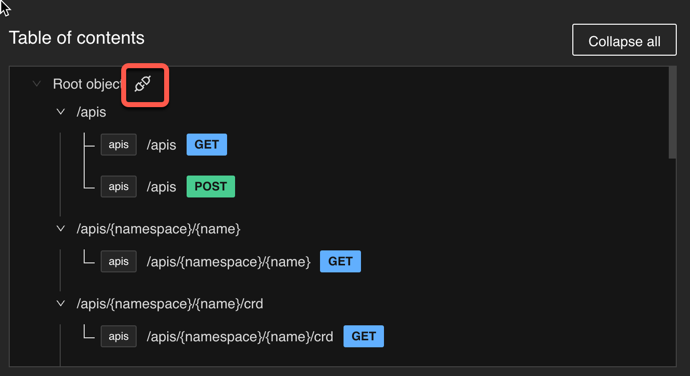 Table of contents
Collapse all
Root object
/apis
apis /apis GET
apis /apis POST
/apis/{namespace}/{name}
apis /apis/{namespace}/{name} GET
/apis/{namespace}/{name}/crd
apis /apis/{namespace}/{name}/crd GET